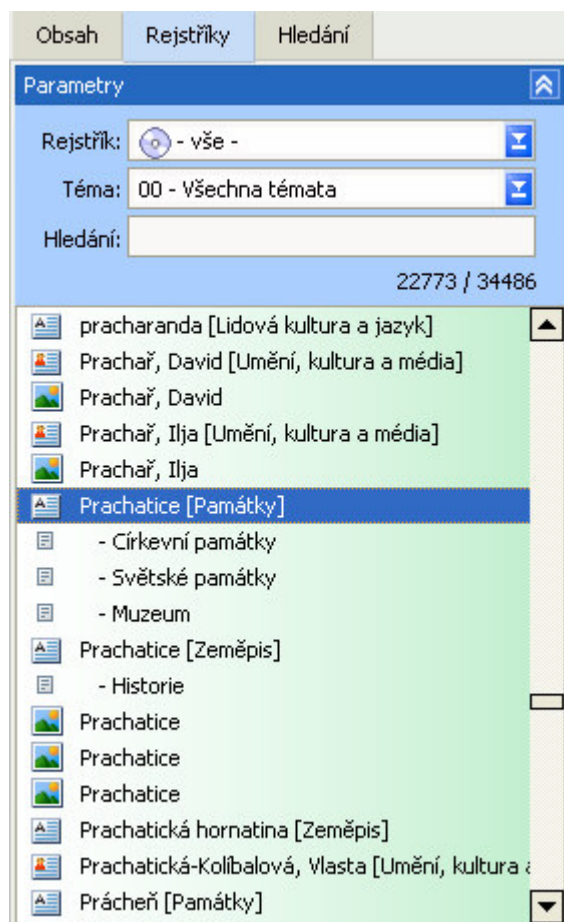 Obsah Rejstříky Hledání
Parametry
Rejstřík: - vše -
Téma: 00 - Všechna témata
Hledání:
22773 / 34486
pracharanda [Lidová kultura a jazyk]
Prachař, David [Umění, kultura a média]
Prachař, David
Prachař, Ilja [Umění, kultura a média]
Prachař, Ilja
Prachatice [Památky]
- Církevní památky
- Světské památky
- Muzeum
Prachatice [Zeměpis]
- Historie
Prachatice
Prachatice
Prachatice
Prachatická hornatina [Zeměpis]
Prachatická-Kolíbalová, Vlasta [Umění, kultura
Prácheň [Památky]